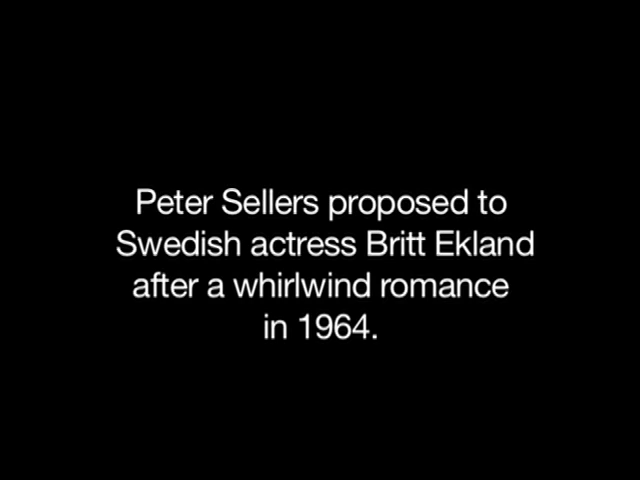 Peter Sellers proposed to
Swedish actress Britt Ekland
after a whirlwind romance
in 1964.